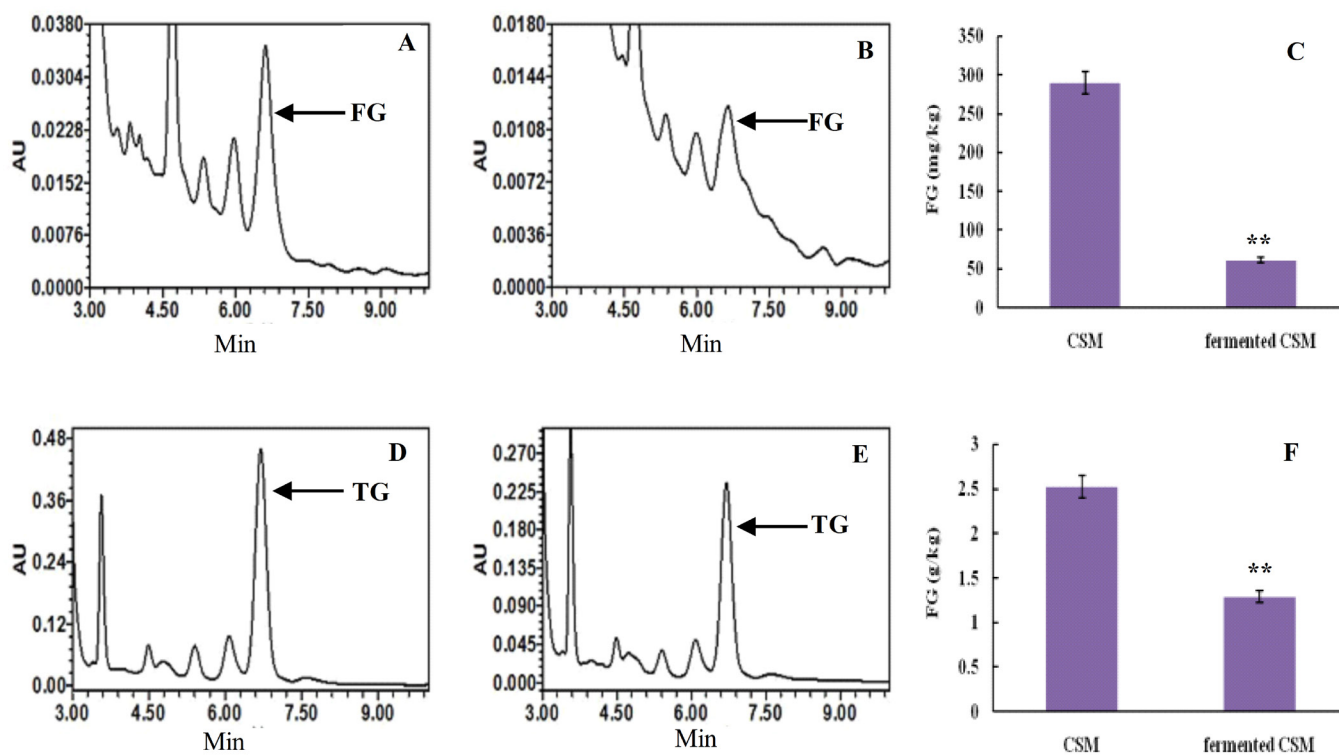 A
AU
0.0380
0.0304
0.0228
0.0152
0.0076
0.0000
FG
3.00 4.50 6.00 7.50 9.00
Min
B
AU
0.0180
0.0144
0.0108
0.0072
0.0036
0.0000
FG
3.00 4.50 6.00 7.50 9.00
Min
C
FG (mg/kg)
350
300
250
200
150
100
50
0
**
CSM fermented CSM
D
AU
0.48
0.36
0.24
0.12
0.00
TG
3.00 4.50 6.00 7.50 9.00
Min
E
AU
0.270
0.225
0.180
0.135
0.090
0.045
0.000
TG
3.00 4.50 6.00 7.50 9.00
Min
F
FG (g/kg)
3
2.5
2
1.5
1
0.5
0
**
CSM fermented CSM